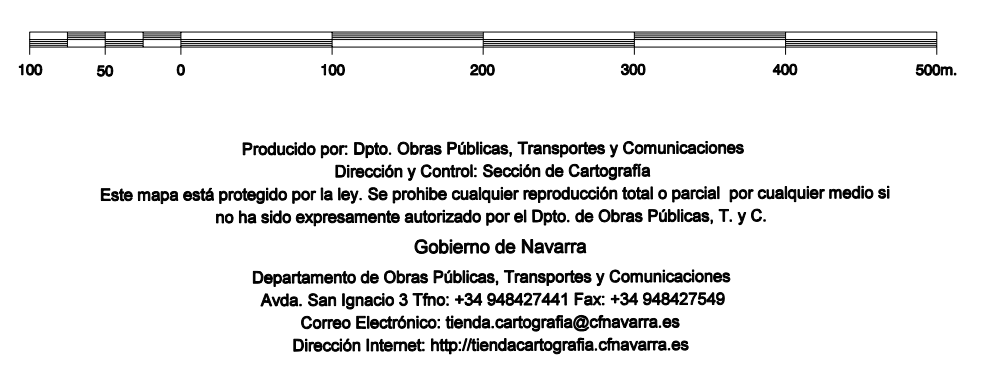 100 50 0 100 200 300 400 500m.
Producido por: Dpto. Obras Públicas, Transportes y Comunicaciones
Dirección y Control: Sección de Cartografía
Este mapa está protegido por la ley. Se prohibe cualquier reproducción total o parcial por cualquier medio si
no ha sido expresamente autorizado por el Dpto. de Obras Públicas, T. y C.
Gobierno de Navarra
Departamento de Obras Públicas, Transportes y Comunicaciones
Avda. San Ignacio 3 Tfno: +34 948427441 Fax: +34 948427549
Correo Electrónico: tienda.cartografia@cfnavarra.es
Dirección Internet: http://tiendacartografia.cfnavarra.es